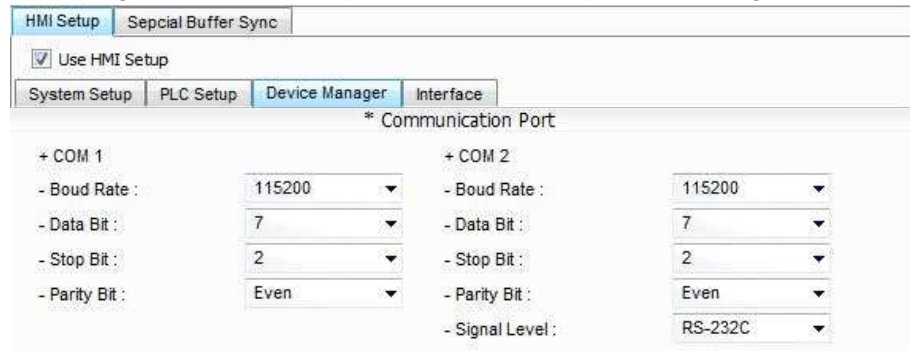 HMI Setup Sepcial Buffer Sync
Use HMI Setup
System Setup PLC Setup Device Manager Interface
* Communication Port
+ COM 1 + COM 2
- Boud Rate : 115200 - Boud Rate : 115200
- Data Bit : 7 - Data Bit : 7
- Stop Bit : 2 - Stop Bit : 2
- Parity Bit : Even - Parity Bit : Even
- Signal Level : RS-232C